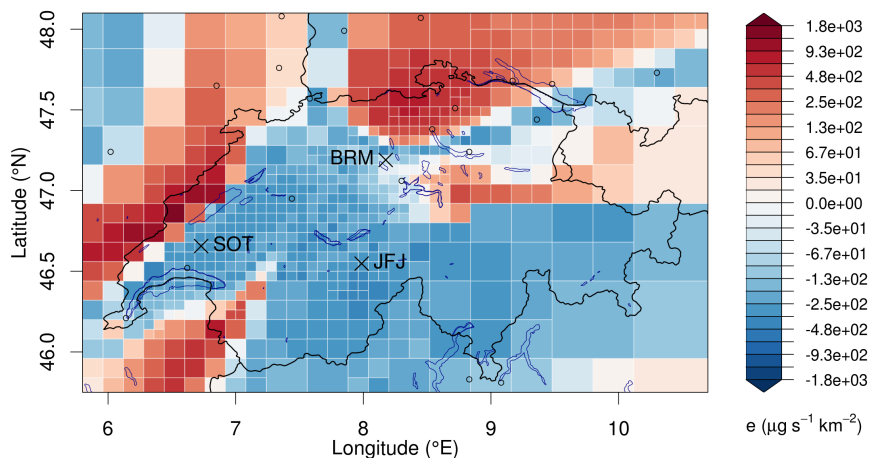 48.0
47.5
47.0
46.5
46.0
Latitude (°N)
BRM
SOT
JFJ
6
7
8
9
10
Longitude (°E)
1.8e+03
9.3e+02
4.8e+02
2.5e+02
1.3e+02
6.7e+01
3.5e+01
0.0e+00
-3.5e+01
-6.7e+01
-1.3e+02
-2.5e+02
-4.8e+02
-9.3e+02
-1.8e+03
e (μg s⁻¹ km⁻²)